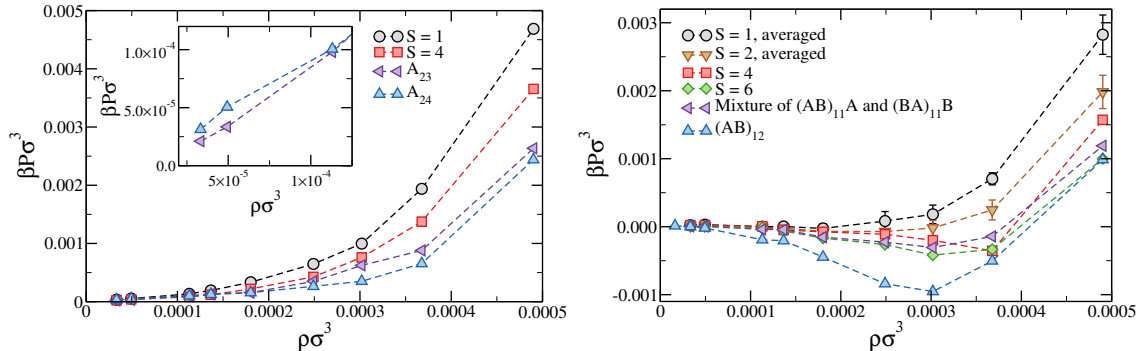 0.005
0.004
0.003
0.002
0.001
0
βPσ³
0
0.0001
0.0002
0.0003
0.0004
0.0005
ρσ³
1.0×10⁻⁴
5.0×10⁻⁵
0.0
βPσ³
5×10⁻⁵
1×10⁻⁴
ρσ³
S = 1
S = 4
A₂₃
A₂₄
0.003
0.002
0.001
0.000
-0.001
βPσ³
0
0.0001
0.0002
0.0003
0.0004
0.0005
ρσ³
S = 1, averaged
S = 2, averaged
S = 4
S = 6
Mixture of (AB)₁₁A and (BA)₁₁B
(AB)₁₂